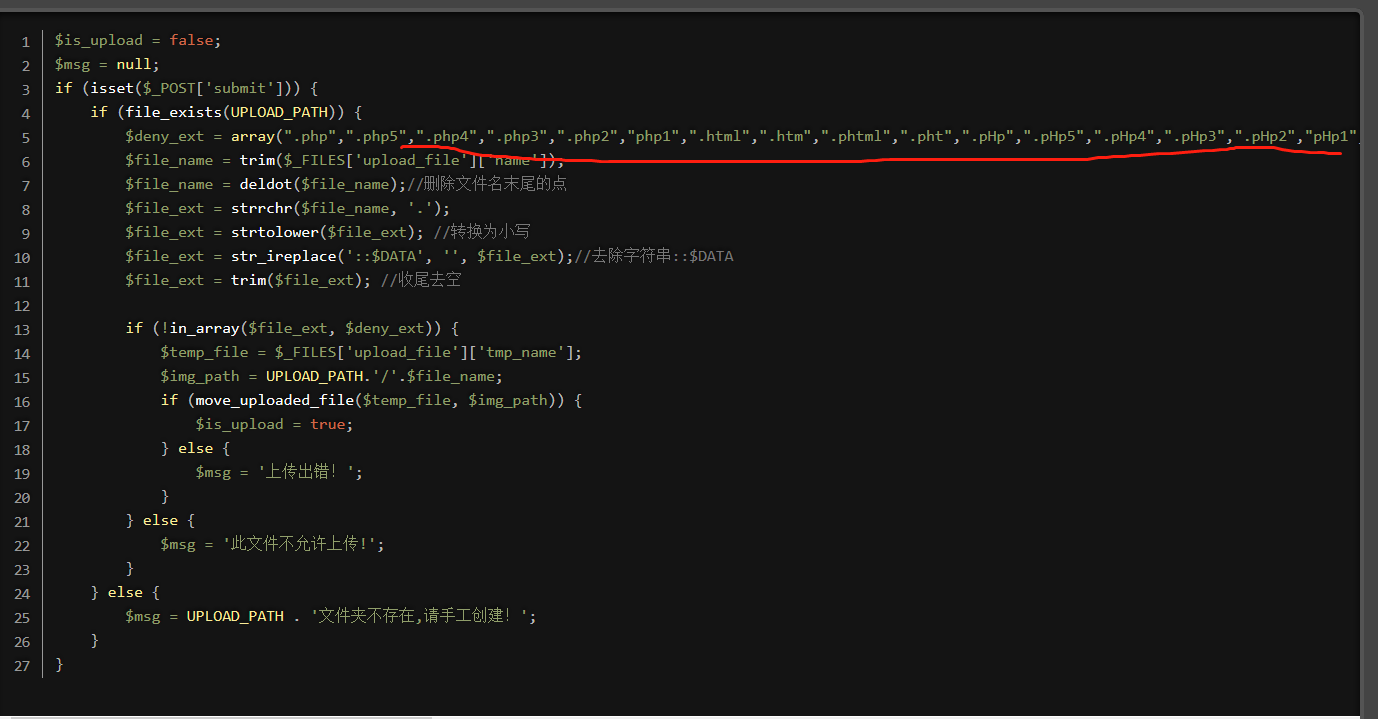 1 $is_upload = false;
2 $msg = null;
3 if (isset($_POST['submit'])) {
4 if (file_exists(UPLOAD_PATH)) {
5 $deny_ext = array(".php",".php5",".php4",".php3",".php2","php1",".html",".htm",".phtml",".pht",".pHp",".pHp5",".pHp4",".pHp3",".pHp2","pHp1",
6 $file_name = trim($_FILES['upload_file']['name']);
7 $file_name = deldot($file_name);//删除文件名末尾的点
8 $file_ext = strrchr($file_name, '.');
9 $file_ext = strtolower($file_ext); //转换为小写
10 $file_ext = str_ireplace('::$DATA', '', $file_ext);//去除字符串::$DATA
11 $file_ext = trim($file_ext); //收尾去空
12
13 if (!in_array($file_ext, $deny_ext)) {
14 $temp_file = $_FILES['upload_file']['tmp_name'];
15 $img_path = UPLOAD_PATH.'/'.$file_name;
16 if (move_uploaded_file($temp_file, $img_path)) {
17 $is_upload = true;
18 } else {
19 $msg = '上传出错！';
20 }
21 } else {
22 $msg = '此文件不允许上传!';
23 }
24 } else {
25 $msg = UPLOAD_PATH . '文件夹不存在,请手工创建！';
26 }
27 }